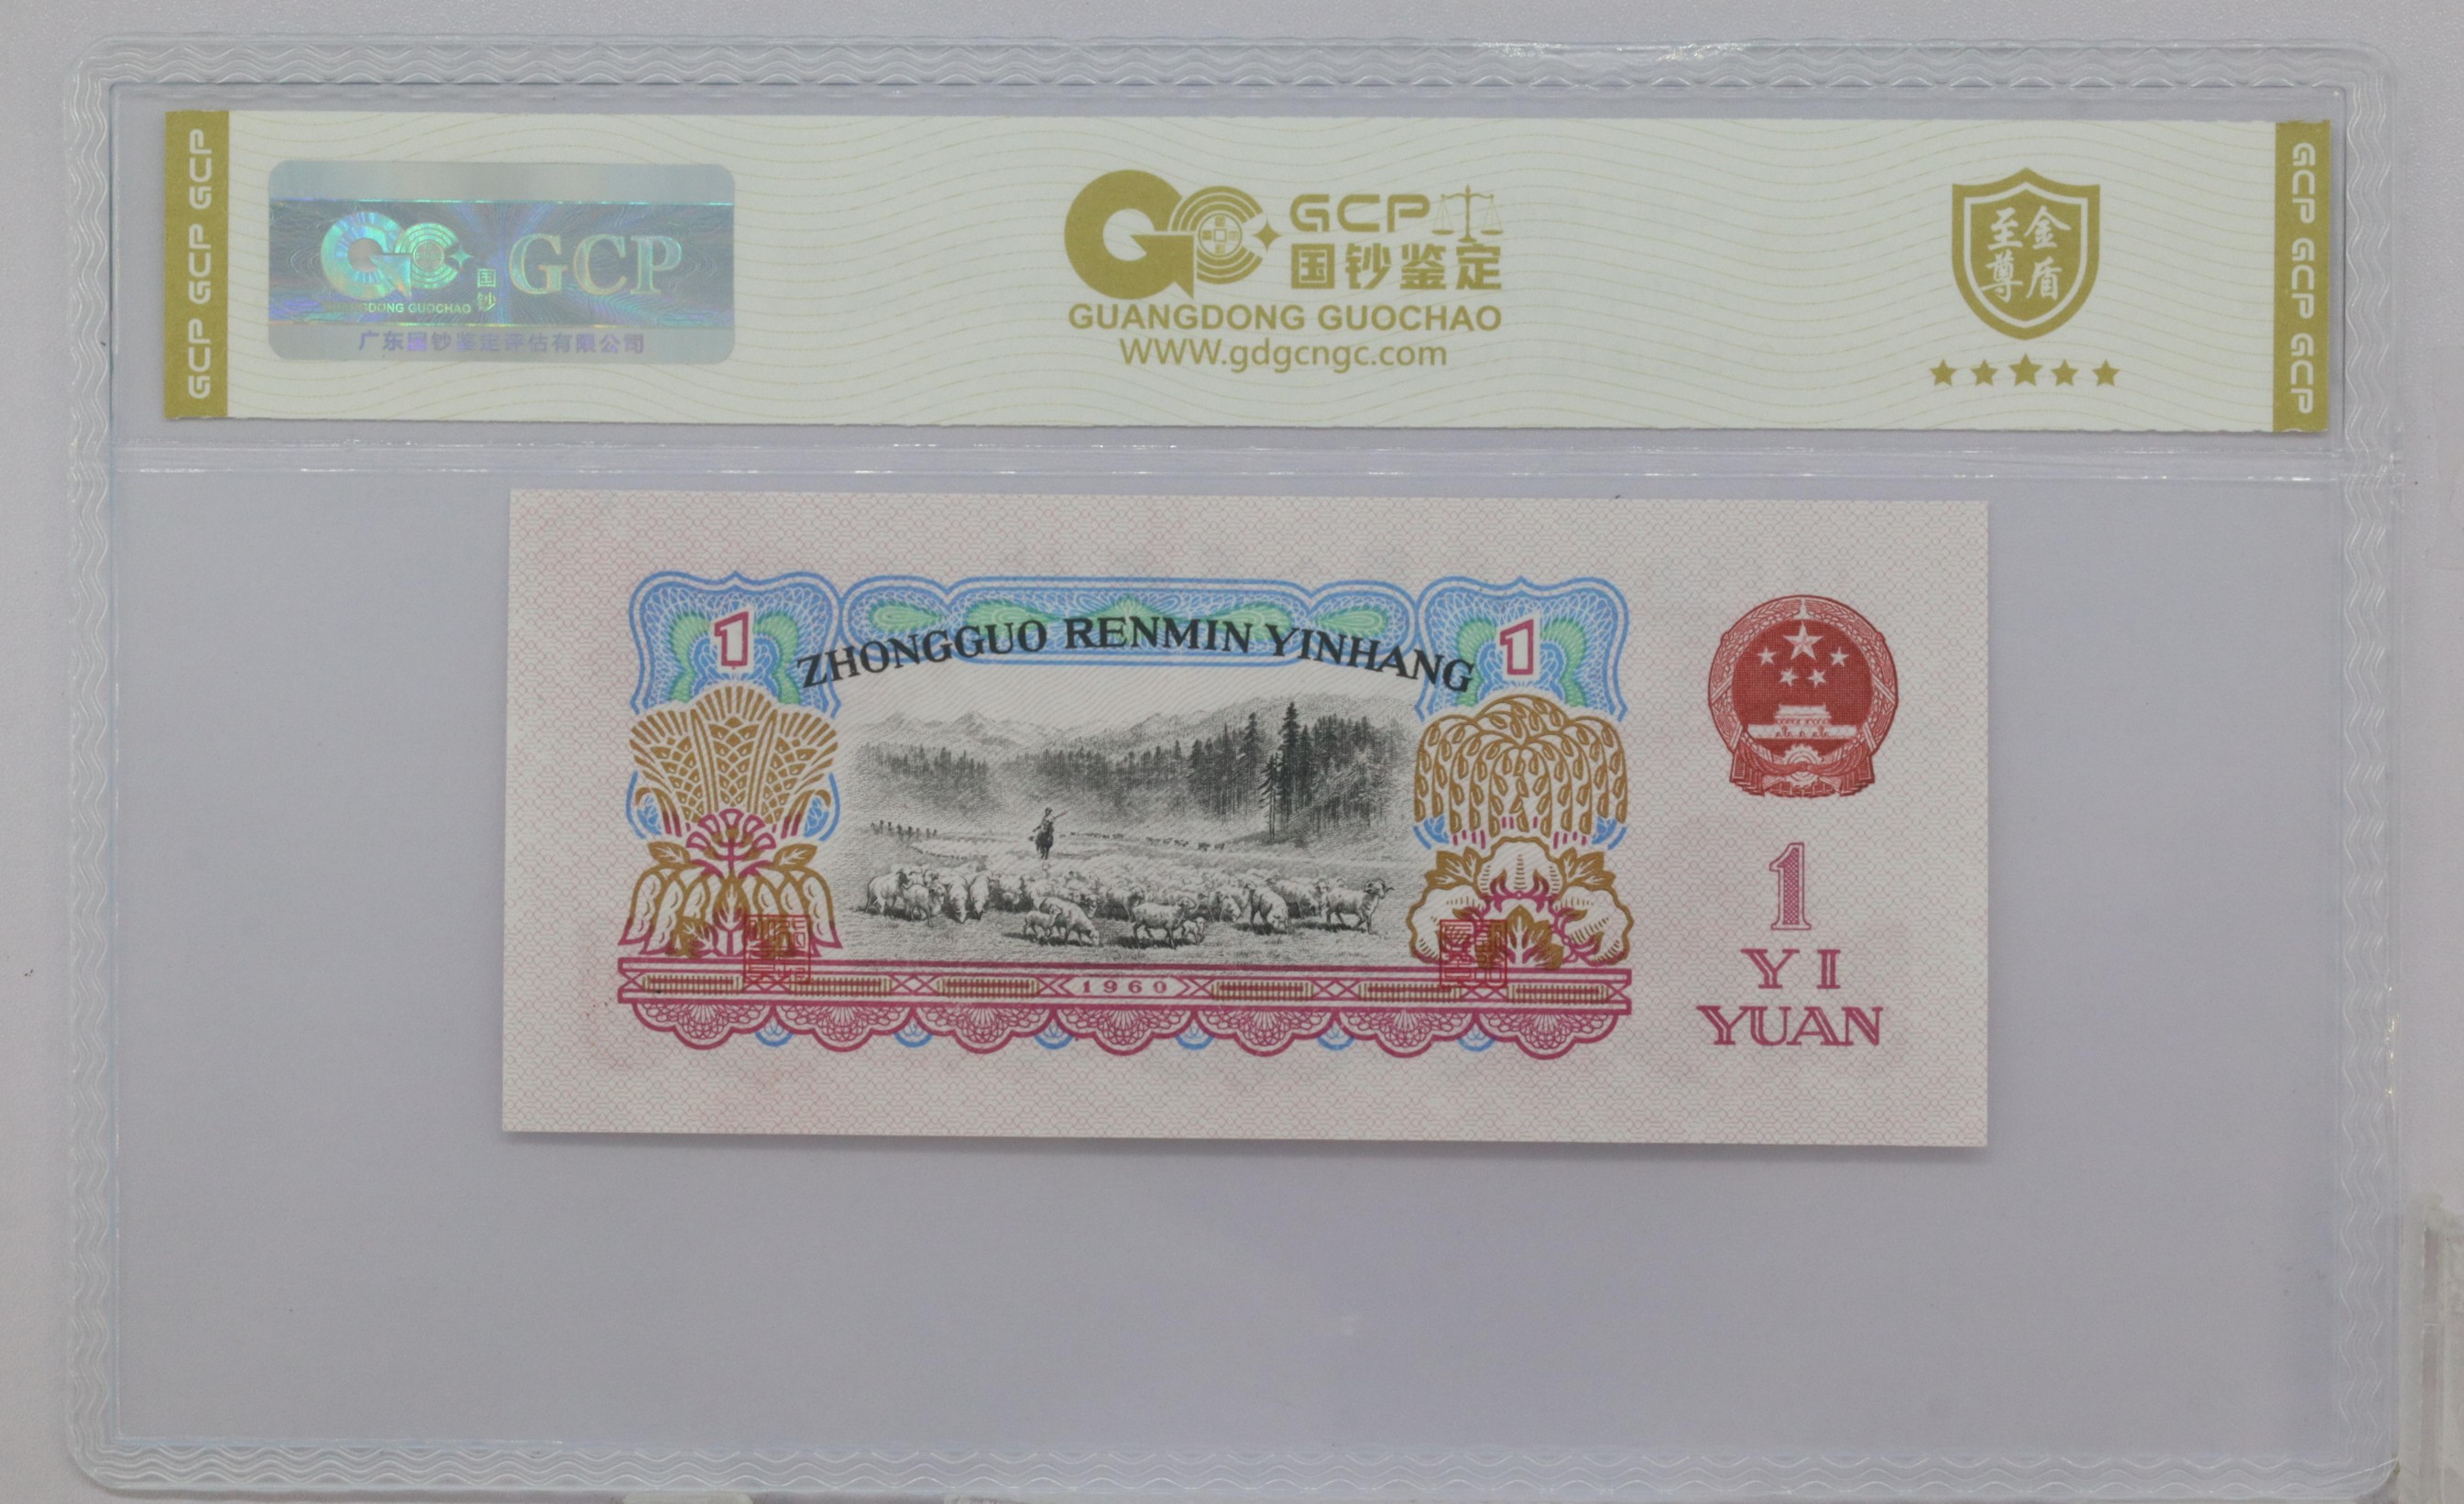 GCP GCP GCP
GC 国钞 GCP
GUANGDONG GUOCHAO
广东国钞鉴定评估有限公司
GCP
国钞鉴定
GUANGDONG GUOCHAO
WWW.gdgcngc.com
至尊金盾
GCP GCP GCP
ZHONGGUO RENMIN YINHANG
1
1
1960
1
YI
YUAN